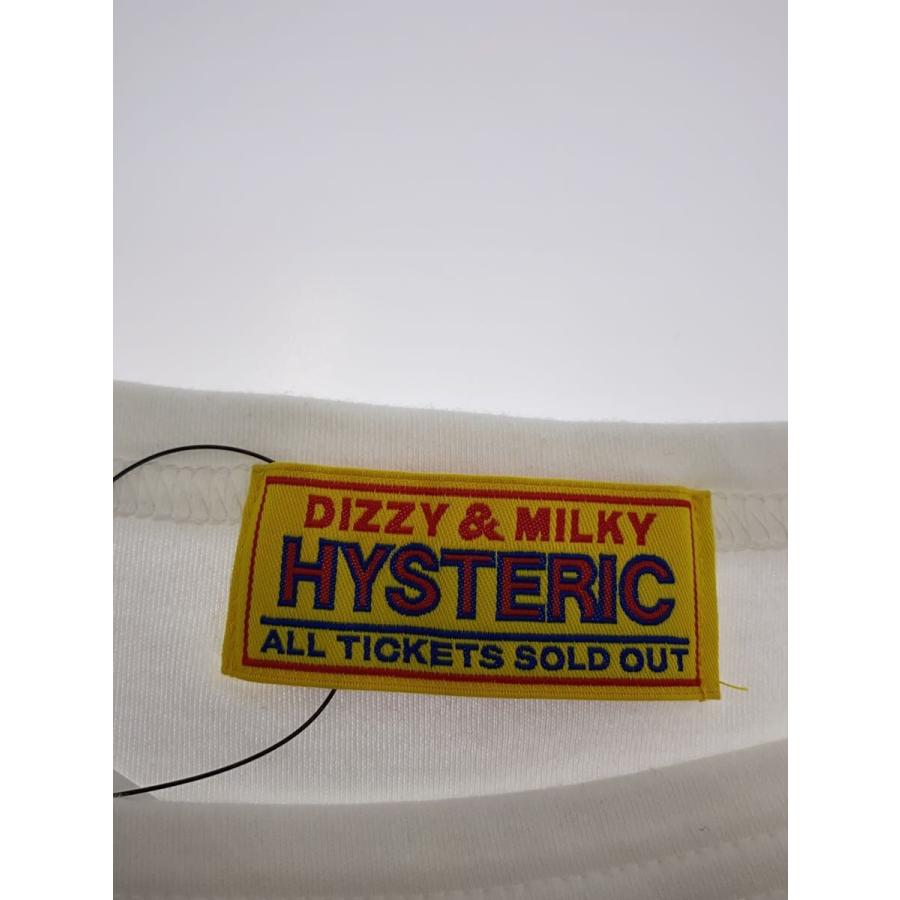 DIZZY & MILKY
HYSTERIC
ALL TICKETS SOLD OUT